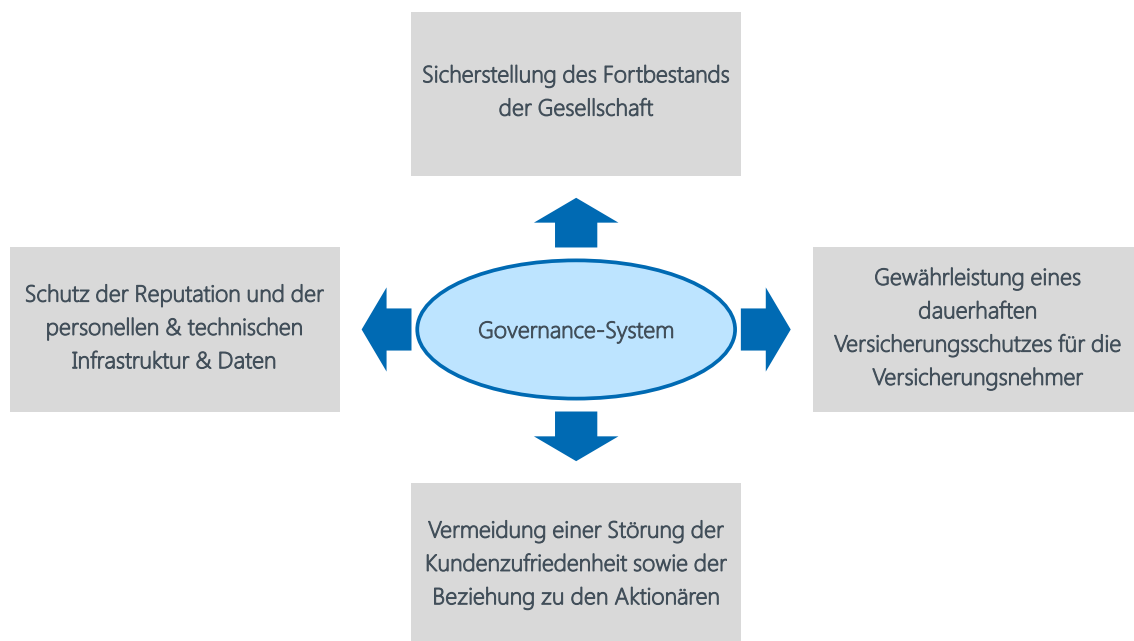 Sicherstellung des Fortbestands
der Gesellschaft
Schutz der Reputation und der
personellen & technischen
Infrastruktur & Daten
Governance-System
Gewährleistung eines
dauerhaften
Versicherungsschutzes für die
Versicherungsnehmer
Vermeidung einer Störung der
Kundenzufriedenheit sowie der
Beziehung zu den Aktionären